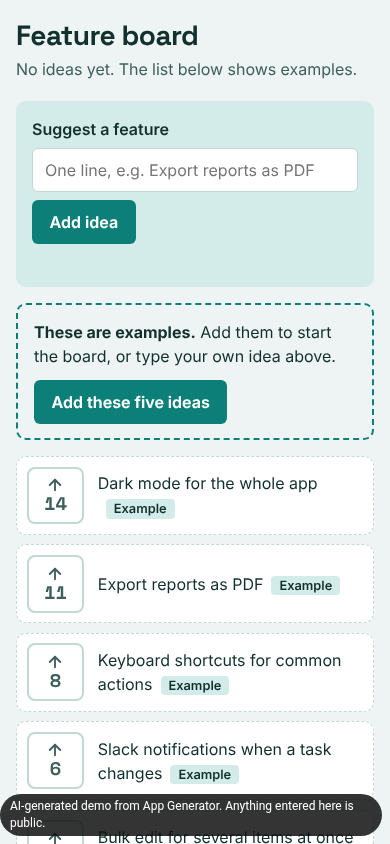 Feature board
No ideas yet. The list below shows examples.
Suggest a feature
One line, e.g. Export reports as PDF
Add idea
These are examples. Add them to start
the board, or type your own idea above.
Add these five ideas
14
Dark mode for the whole app
Example
11
Export reports as PDF Example
8
Keyboard shortcuts for common
actions Example
6
Slack notifications when a task
changes Example
AI-generated demo from App Generator. Anything entered here is
public.
Bulk edit for several items at once